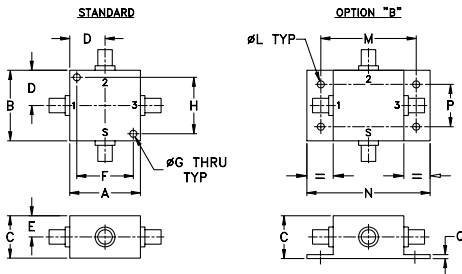 STANDARD
OPTION "B"
D
M
ØL TYP
D
B
2
1
3
S
H
2
1
3
S
P
ØG THRU
TYP
F
A
=
=
N
C
E
C
Q